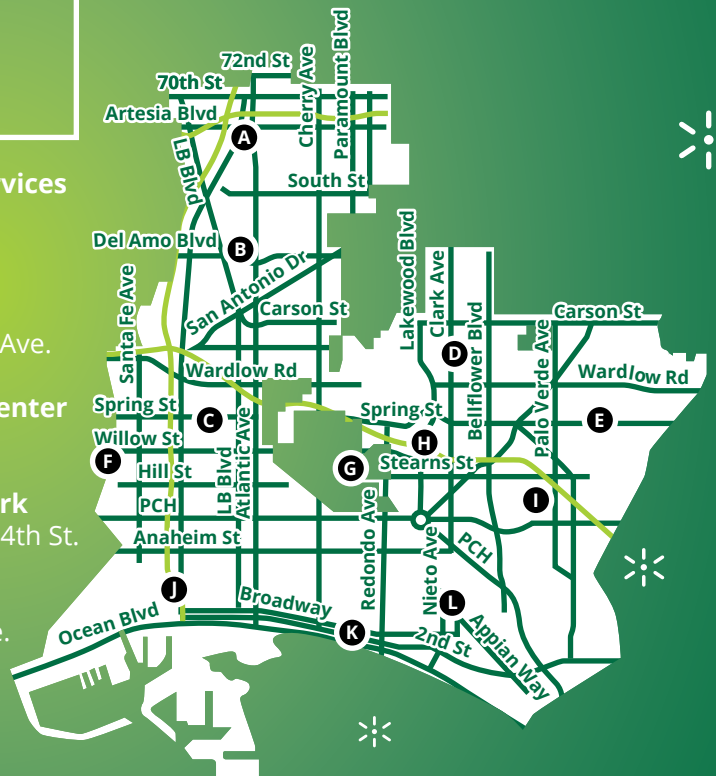 72nd St
70th St
Cherry Ave
Paramount Blvd
Artesia Blvd
A
LB Blvd
rvices
South St
Lakewood Blvd
Del Amo Blvd
B
Clark Ave
San Antonio Dr
Santa Fe Ave
Carson St
Carson St
Bellflower Blvd
Palo Verde Ave
Ave.
D
Wardlow Rd
Wardlow Rd
enter
Spring St
C
Spring St
E
LB Blvd
Atlantic Ave
Willow St
H
F
Hill St
G
Stearns St
rk
PCH
I
4th St.
Anaheim St
Redondo Ave
Nieto Ave
PCH
J
Broadway
L
e.
Ocean Blvd
K
2nd St
Appian Way